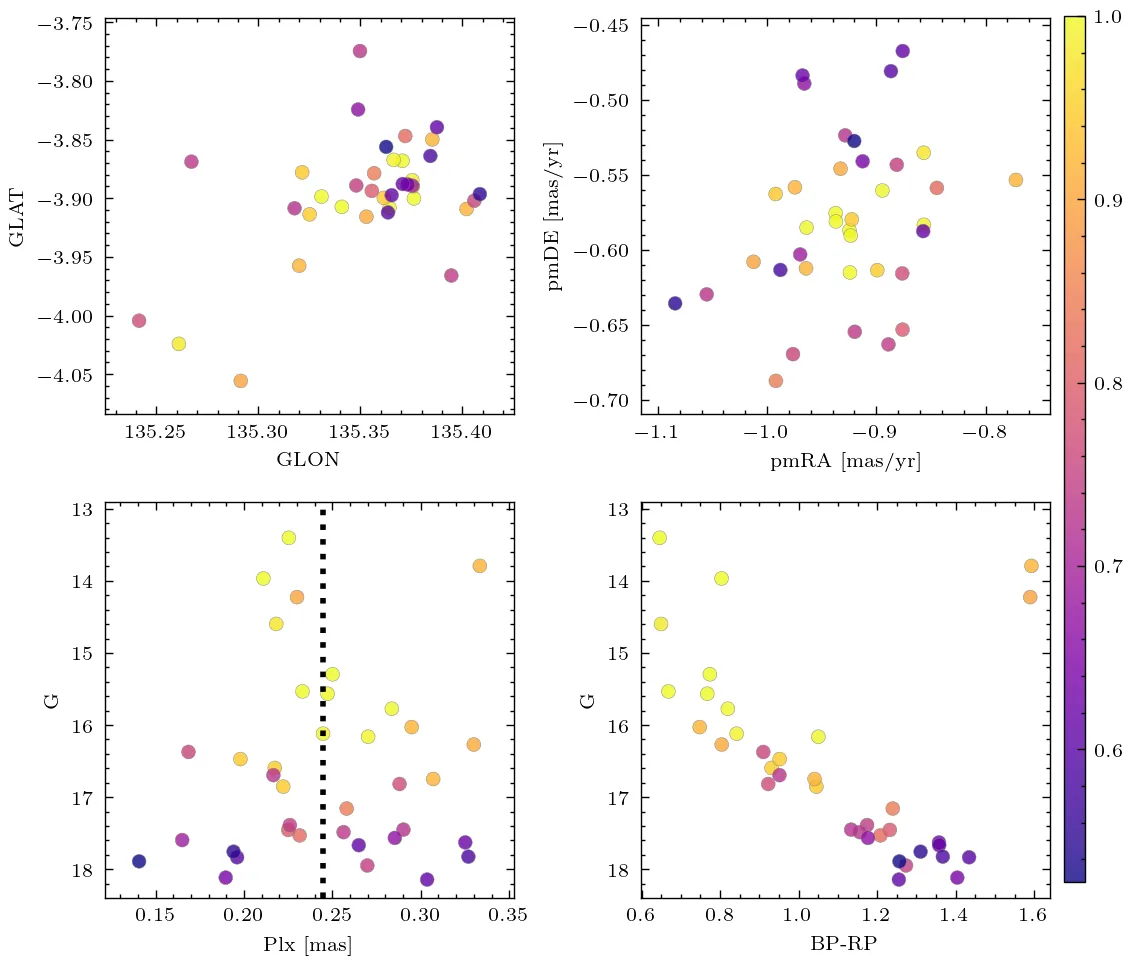 −3.75
−3.80
−3.85
−3.90
−3.95
−4.00
−4.05
GLAT
135.25 135.30 135.35 135.40
GLON
−0.45
−0.50
−0.55
−0.60
−0.65
−0.70
pmDE [mas/yr]
−1.1 −1.0 −0.9 −0.8
pmRA [mas/yr]
1.0
0.9
0.8
0.7
0.6
13
14
15
16
17
18
G
0.15 0.20 0.25 0.30 0.35
Plx [mas]
13
14
15
16
17
18
G
0.6 0.8 1.0 1.2 1.4 1.6
BP-RP